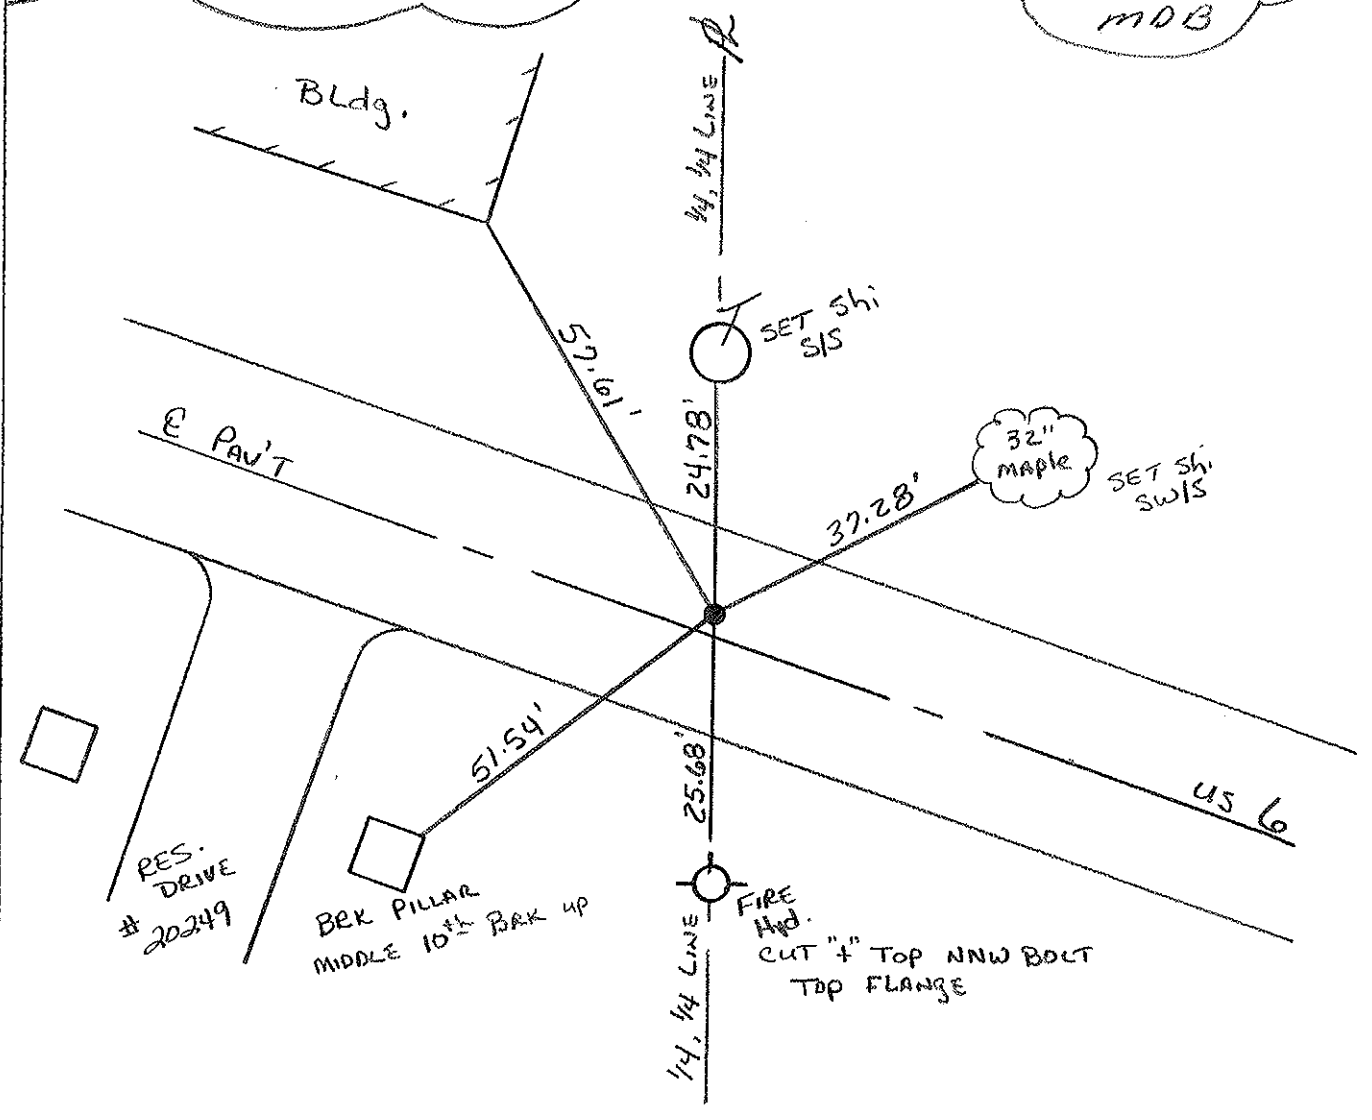 MDB
BLdg.
1/4, 1/4 LINE
SET Shi
S/S
57.61'
24.78'
32"
MAPle
SET Shi
SW/S
37.28'
PAV'T
51.54'
25.68'
US 6
RES.
DRIVE
# 20249
BRK PILLAR
MIDDLE 10th BRK UP
FIRE
Hyd.
CUT "+" TOP NNW BOLT
TOP FLANGE
1/4, 1/4 LINE